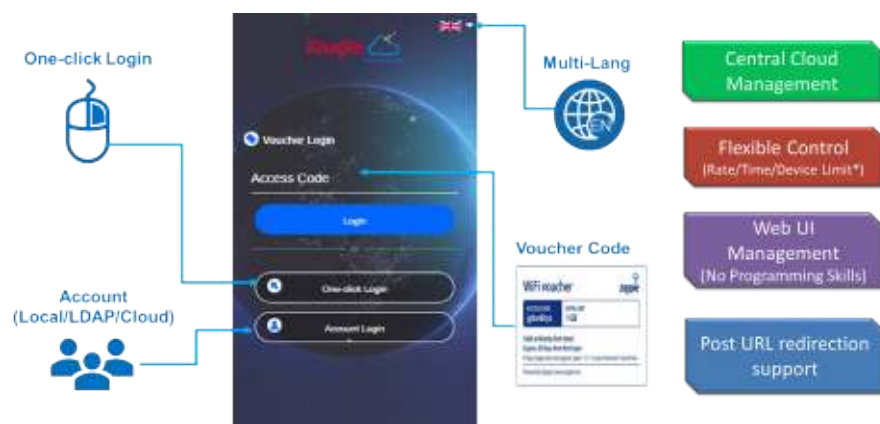 One-click Login
Account
(Local/LDAP/Cloud)
Ruijie
Voucher Login
Access Code
Login
One-click Login
Account Login
Multi-Lang
EN
Voucher Code
WiFi voucher
Central Cloud
Management
Flexible Control
(Rate/Time/Device Limit*)
Web UI
Management
(No Programming Skills)
Post URL redirection
support